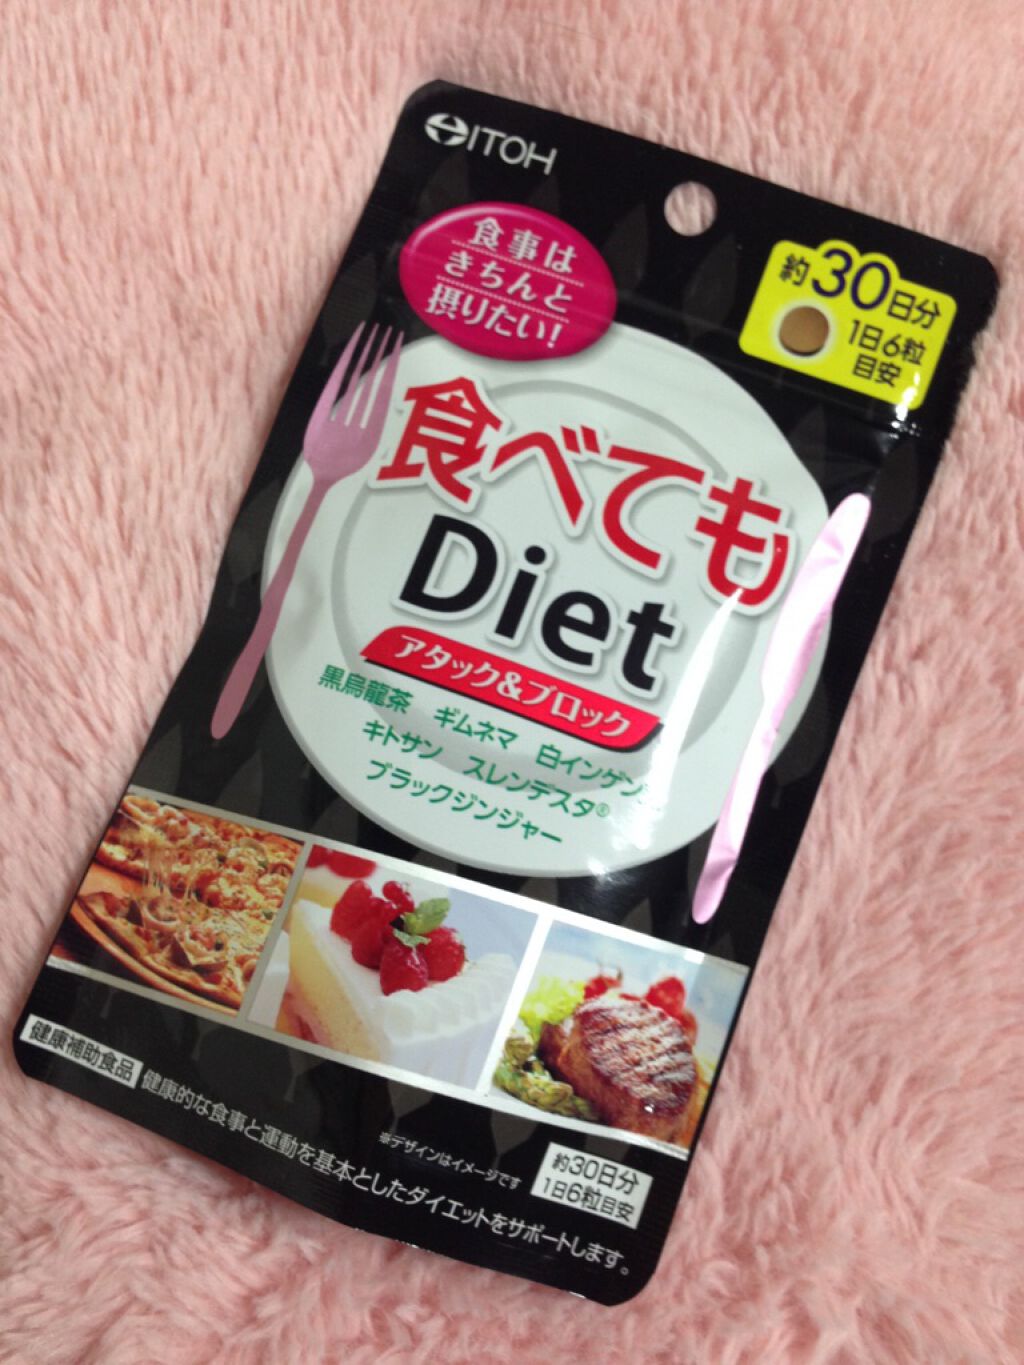 ITOH
食事は
きちんと
摂りたい!
約30日分
1日6粒
目安
食べても
Diet
アタック&ブロック
黒烏龍茶 ギムネマ 白インゲン
キトサン スレンデスタ®
ブラックジンジャー
健康補助食品
健康的な食事と運動を基本としたダイエットをサポートします。
※デザインはイメージです
約30日分
1日6粒目安